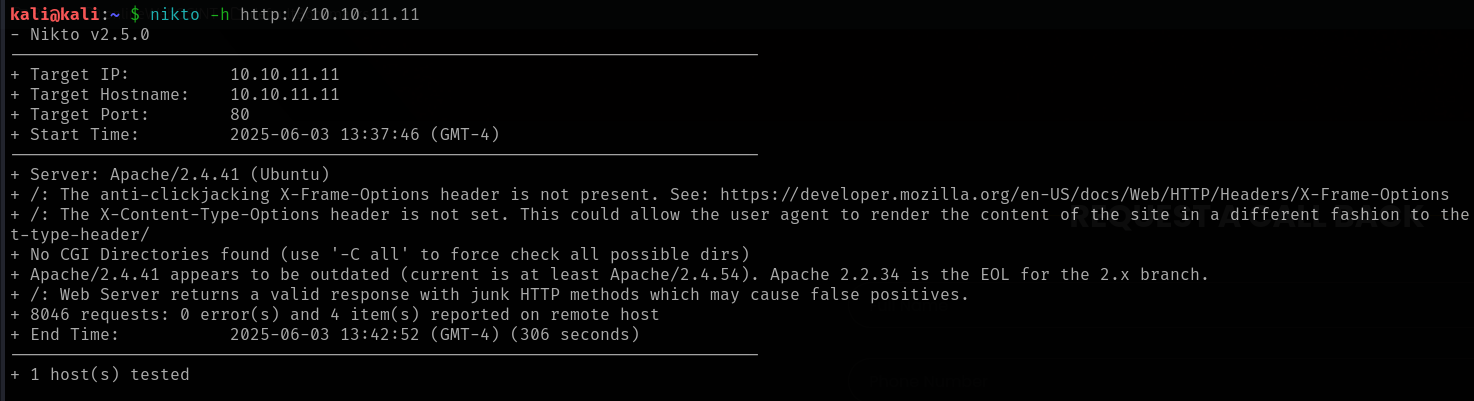 kali@kali:~ $ nikto -h http://10.10.11.11
- Nikto v2.5.0
+ Target IP:          10.10.11.11
+ Target Hostname:    10.10.11.11
+ Target Port:        80
+ Start Time:         2025-06-03 13:37:46 (GMT-4)
+ Server: Apache/2.4.41 (Ubuntu)
+ /: The anti-clickjacking X-Frame-Options header is not present. See: https://developer.mozilla.org/en-US/docs/Web/HTTP/Headers/X-Frame-Options
+ /: The X-Content-Type-Options header is not set. This could allow the user agent to render the content of the site in a different fashion to the
t-type-header/
+ No CGI Directories found (use '-C all' to force check all possible dirs)
+ Apache/2.4.41 appears to be outdated (current is at least Apache/2.4.54). Apache 2.2.34 is the EOL for the 2.x branch.
+ /: Web Server returns a valid response with junk HTTP methods which may cause false positives.
+ 8046 requests: 0 error(s) and 4 item(s) reported on remote host
+ End Time:           2025-06-03 13:42:52 (GMT-4) (306 seconds)
+ 1 host(s) tested
REQUEST A CALL BACK